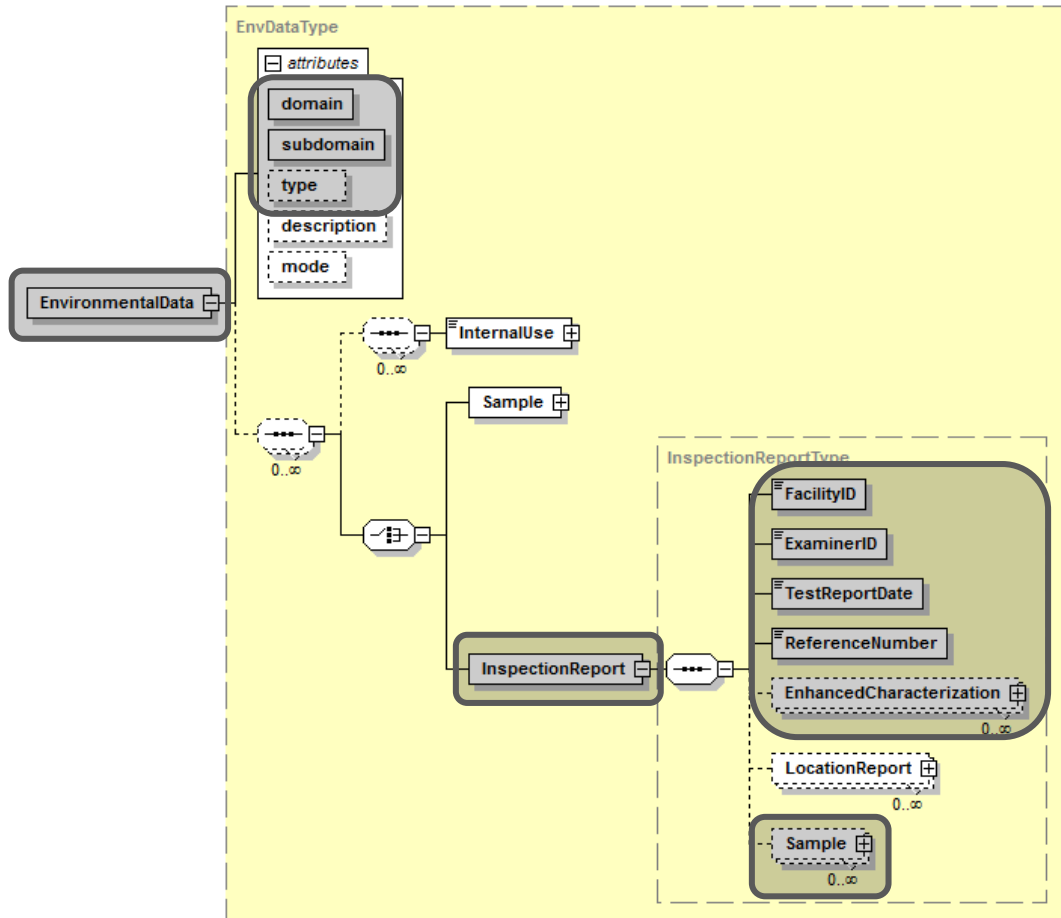 EnvDataType
attributes
domain
subdomain
type
description
mode
EnvironmentalData
InternalUse
0..∞
Sample
0..∞
InspectionReportType
FacilityID
ExaminerID
TestReportDate
ReferenceNumber
InspectionReport
EnhancedCharacterization
0..∞
LocationReport
0..∞
Sample
0..∞